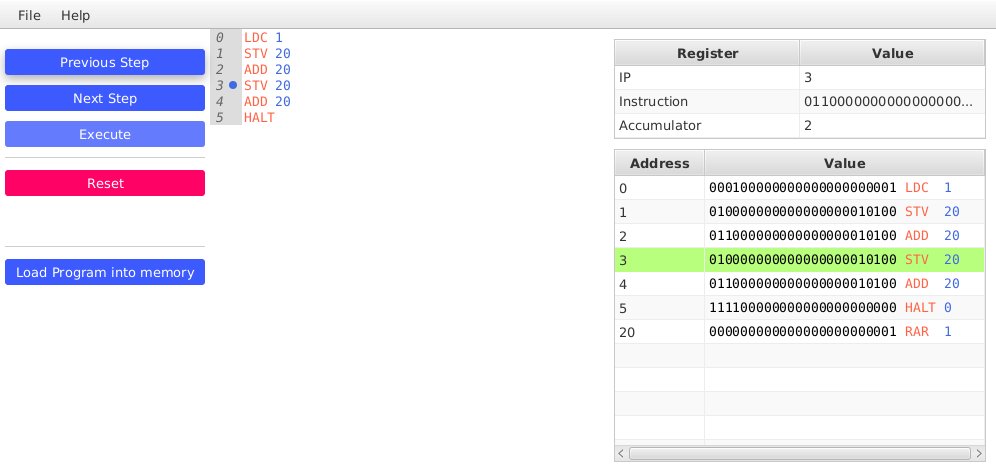 File Help
Previous Step
Next Step
Execute
Reset
Load Program into memory
0 LDC 1
1 STV 20
2 ADD 20
3 STV 20
4 ADD 20
5 HALT
Register Value
IP 3
Instruction 0110000000000000000...
Accumulator 2
Address Value
0 000100000000000000000001 LDC 1
1 010000000000000000010100 STV 20
2 011000000000000000010100 ADD 20
3 010000000000000000010100 STV 20
4 011000000000000000010100 ADD 20
5 111100000000000000000000 HALT 0
20 000000000000000000000001 RAR 1